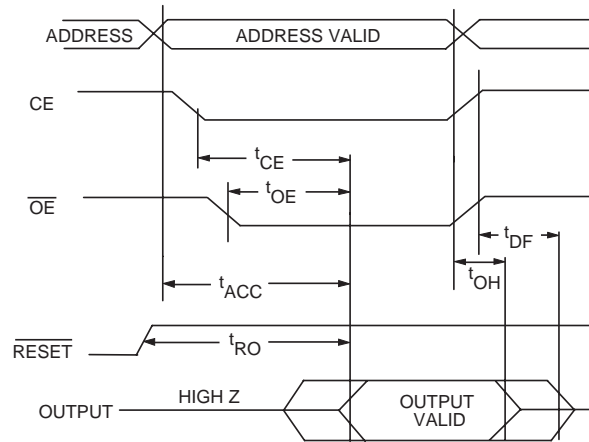 ADDRESS
ADDRESS VALID
CE
tCE
tOE
OE
tDF
tOH
tACC
RESET
tRO
OUTPUT
HIGH Z
OUTPUT
VALID